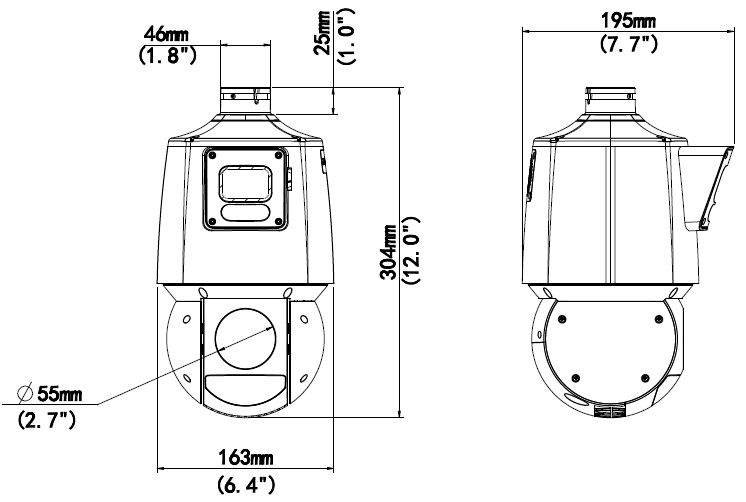 46mm
(1.8")
25mm
(1.0")
195mm
(7.7")
304mm
(12.0")
∅ 55mm
(2.7")
163mm
(6.4")